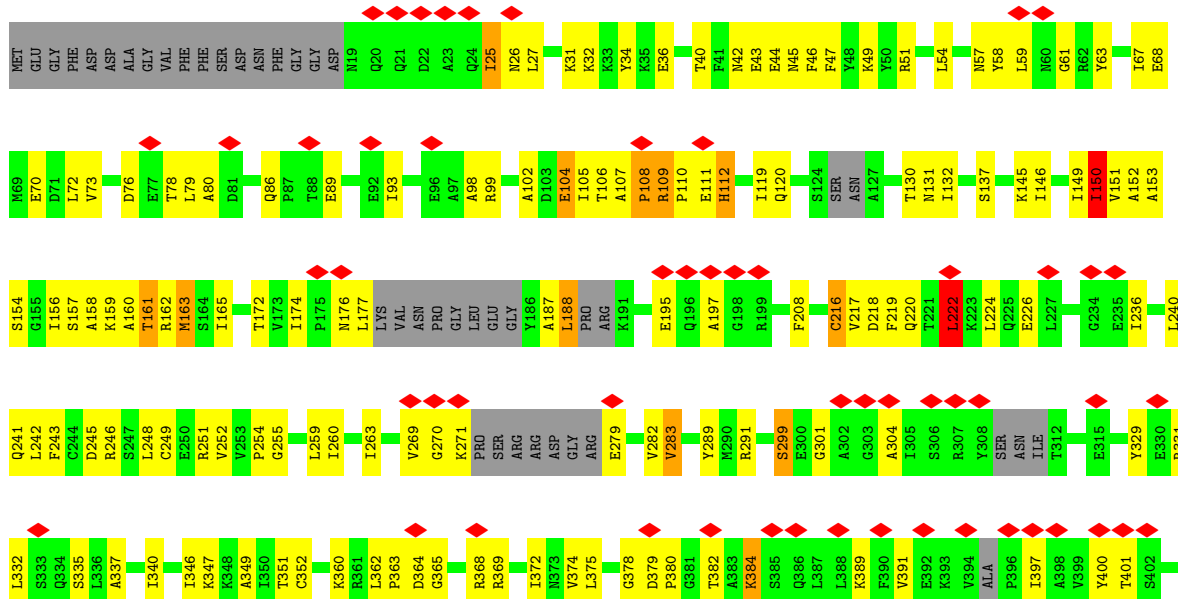 MET GLU GLY PHE ASP ASP ALA GLY VAL PHE PHE SER ASP ASN PHE GLY GLY ASP N19 Q20 Q21 D22 A23 Q24 I25 N26 L27 K31 K32 K33 Y34 K35 E36 T40 F41 N42 E43 E44 N45 F46 F47 Y48 K49 Y50 R51 L54 N57 Y58 L59 N60 G61 R62 Y63 I67 E68
M69 E70 D71 L72 V73 D76 E77 T78 L79 A80 D81 Q86 P87 T88 E89 E92 I93 E96 A97 A98 R99 A102 D103 E104 I105 T106 A107 P108 R109 P110 E111 H112 I119 Q120 S124 SER ASN A127 T130 N131 I132 S137 K145 I146 I149 I150 V151 A152 A153
S154 G155 I156 S157 A158 K159 A160 T161 R162 M163 S164 I165 T172 V173 I174 P175 N176 L177 LYS VAL ASN PRO GLY LEU GLU GLY Y186 A187 L188 PRO ARG K191 E195 Q196 A197 G198 R199 F208 C216 V217 D218 F219 Q220 T221 L222 K223 L224 Q225 E226 L227 G234 E235 I236 L240
Q241 L242 F243 C244 D245 R246 S247 L248 C249 E250 R251 V252 V253 P254 G255 L259 I260 I263 V269 G270 K271 PRO SER ARG ARG ASP GLY ARG E279 V282 V283 Y289 M290 R291 S299 E300 G301 A302 G303 A304 I305 S306 R307 Y308 SER ASN ILE T312 E315 Y329 E330
L332 S333 Q334 S335 L336 A337 I340 I346 K347 K348 A349 I350 T351 C352 K360 R361 L362 P363 D364 G365 R368 R369 I372 N373 V374 L375 G378 D379 P380 G381 T382 A383 K384 S385 Q386 L387 L388 K389 F390 V391 E392 K393 V394 ALA P396 I397 A398 V399 Y400 T401 S402